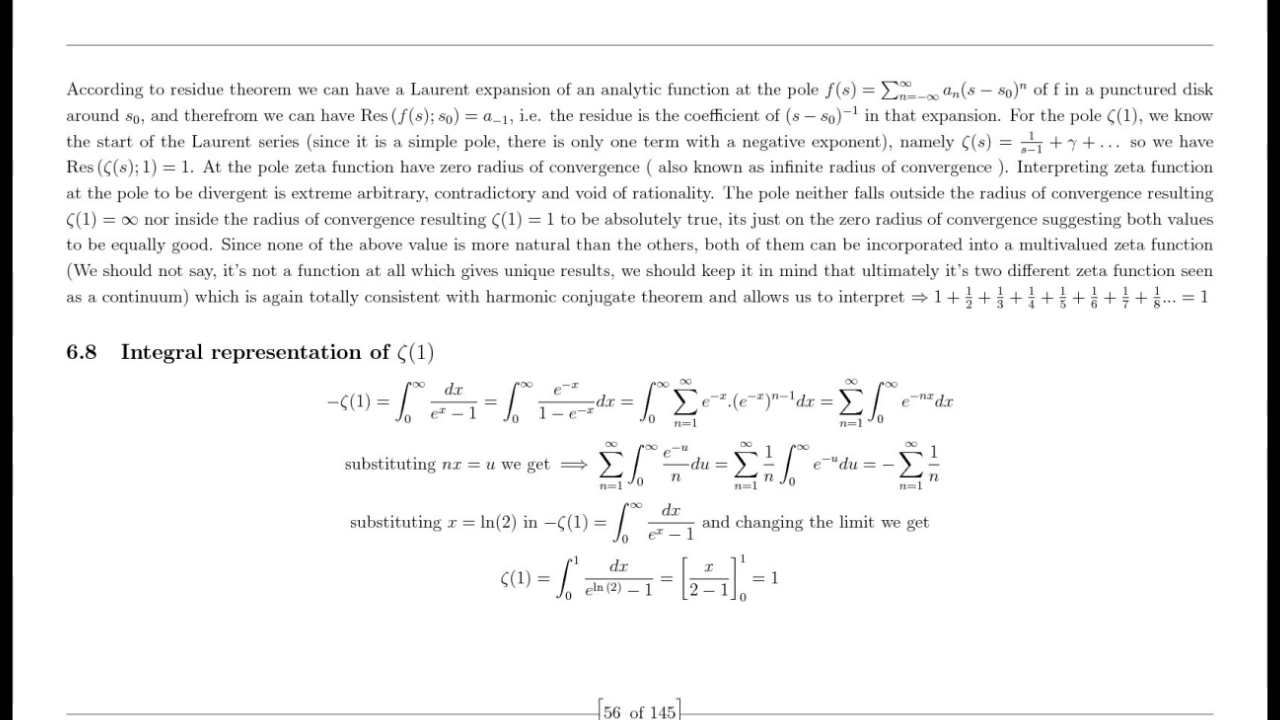 According to residue theorem we can have a Laurent expansion of an analytic function at the pole f(s) = ∑_{n=−∞}^{∞} a_n(s − s_0)^n of f in a punctured disk
around s_0, and therefrom we can have Res (f(s); s_0) = a_{−1}, i.e. the residue is the coefficient of (s − s_0)^{−1} in that expansion. For the pole ζ(1), we know
the start of the Laurent series (since it is a simple pole, there is only one term with a negative exponent), namely ζ(s) = 1/(s−1) + γ + . . . so we have
Res (ζ(s); 1) = 1. At the pole zeta function have zero radius of convergence ( also known as infinite radius of convergence ). Interpreting zeta function
at the pole to be divergent is extreme arbitrary, contradictory and void of rationality. The pole neither falls outside the radius of convergence resulting
ζ(1) = ∞ nor inside the radius of convergence resulting ζ(1) = 1 to be absolutely true, its just on the zero radius of convergence suggesting both values
to be equally good. Since none of the above value is more natural than the others, both of them can be incorporated into a multivalued zeta function
(We should not say, it's not a function at all which gives unique results, we should keep it in mind that ultimately it's two different zeta function seen
as a continuum) which is again totally consistent with harmonic conjugate theorem and allows us to interpret ⇒ 1 + 1/2 + 1/3 + 1/4 + 1/5 + 1/6 + 1/7 + 1/8... = 1
6.8 Integral representation of ζ(1)
−ζ(1) = ∫_0^∞ dx/(e^x − 1) = ∫_0^∞ e^{−x}/(1 − e^{−x}) dx = ∫_0^∞ ∑_{n=1}^∞ e^{−x}.(e^{−x})^{n−1} dx = ∑_{n=1}^∞ ∫_0^∞ e^{−nx} dx
substituting nx = u we get ⟹ ∑_{n=1}^∞ ∫_0^∞ e^{−u}/n du = ∑_{n=1}^∞ 1/n ∫_0^∞ e^{−u} du = − ∑_{n=1}^∞ 1/n
substituting x = ln(2) in −ζ(1) = ∫_0^∞ dx/(e^x − 1) and changing the limit we get
ζ(1) = ∫_0^1 dx/(e^{ln (2)} − 1) = [x/(2 − 1)]_0^1 = 1
[56 of 145]